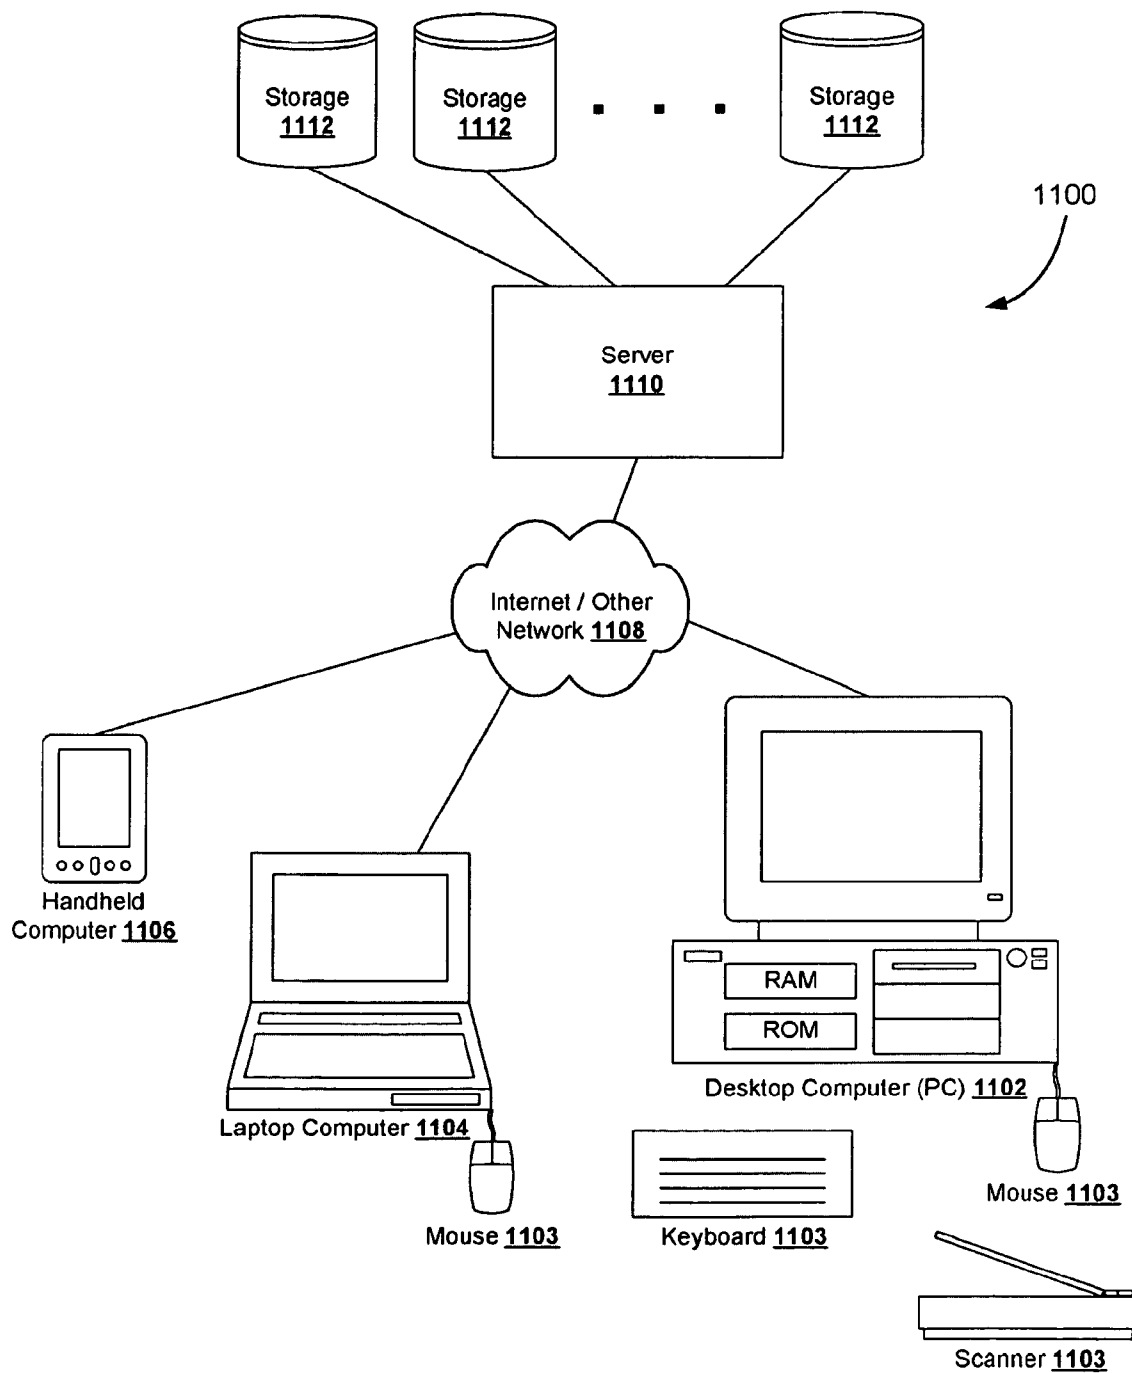 Storage
1112
Storage
1112
Storage
1112
1100
Server
1110
Internet / Other
Network 1108
Handheld
Computer 1106
RAM
ROM
Desktop Computer (PC) 1102
Laptop Computer 1104
Mouse 1103
Keyboard 1103
Mouse 1103
Scanner 1103